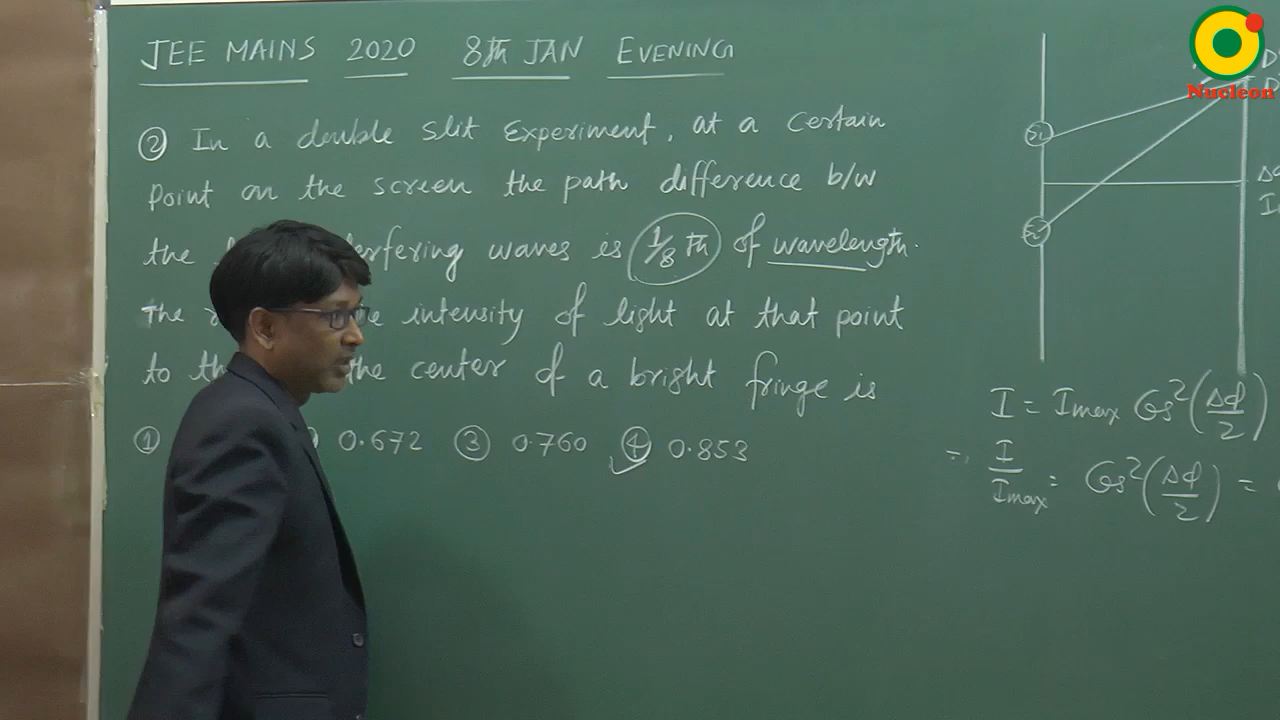 JEE MAINS 2020 8th JAN EVENING
② In a double slit Experiment, at a certain
point on the screen the path difference b/w
the erfering waves is 1/8 th of wavelength.
The intensity of light at that point
to the center of a bright fringe is
① 0.672 ③ 0.760 ④ 0.853
S1
S2
I = Imax Cos²(Δφ/2)
∴ I/Imax = Cos²(Δφ/2) =
Nucleon